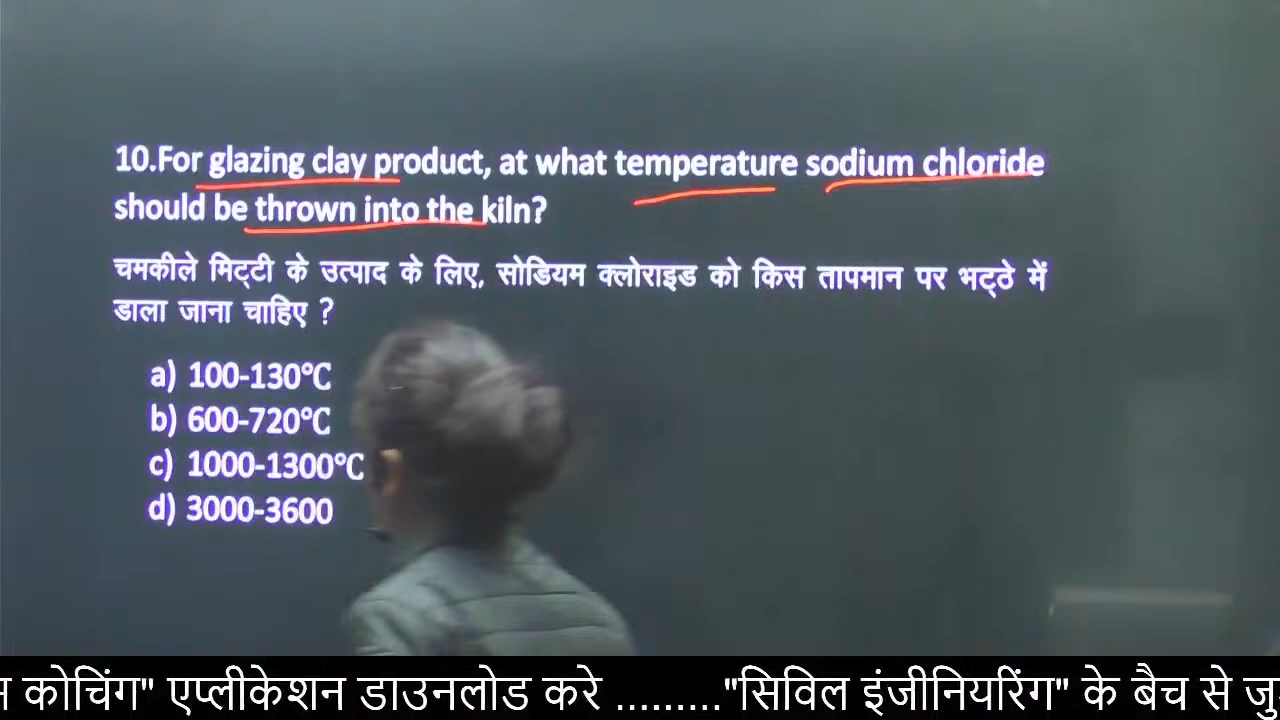 10.For glazing clay product, at what temperature sodium chloride
should be thrown into the kiln?
चमकीले मिट्टी के उत्पाद के लिए, सोडियम क्लोराइड को किस तापमान पर भट्ठे में
डाला जाना चाहिए ?
a) 100-130°C
b) 600-720°C
c) 1000-1300°C
d) 3000-3600
कोचिंग" एप्लीकेशन डाउनलोड करे ........."सिविल इंजीनियरिंग" के बैच से